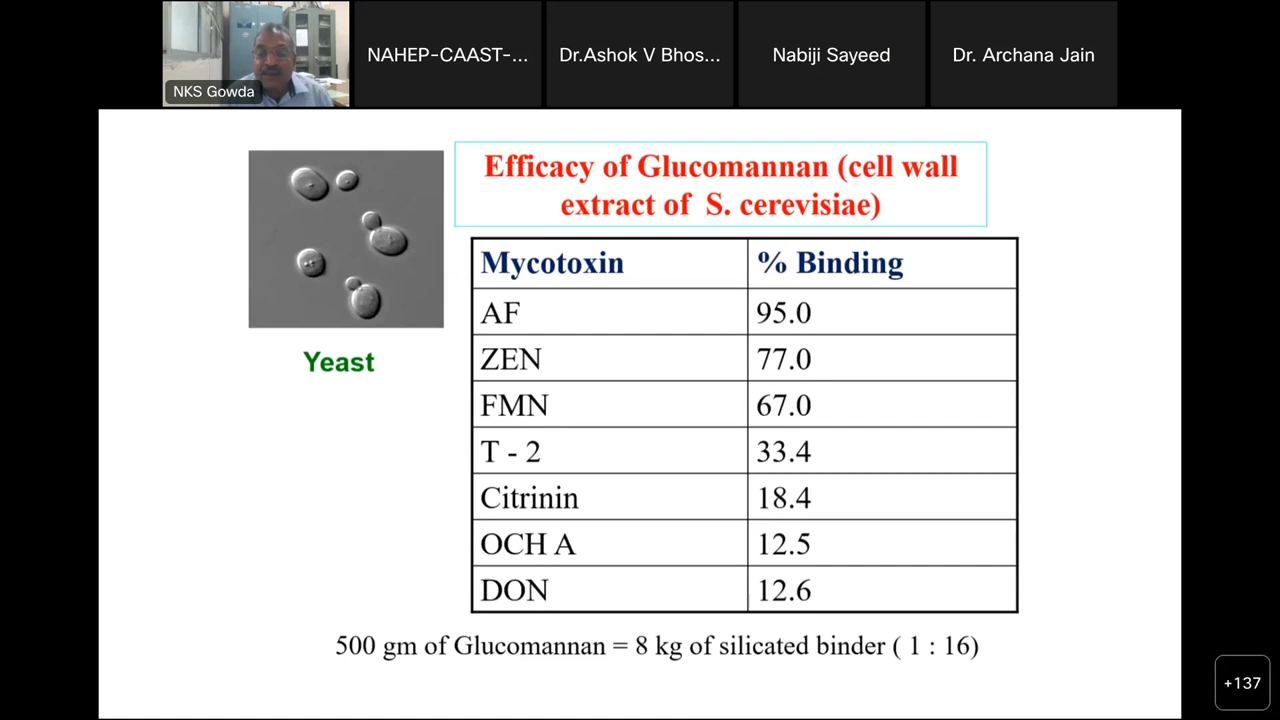 NKS Gowda
NAHEP-CAAST-...
Dr.Ashok V Bhos...
Nabiji Sayeed
Dr. Archana Jain
Efficacy of Glucomannan (cell wall
extract of S. cerevisiae)
Yeast
Mycotoxin % Binding
AF 95.0
ZEN 77.0
FMN 67.0
T - 2 33.4
Citrinin 18.4
OCH A 12.5
DON 12.6
500 gm of Glucomannan = 8 kg of silicated binder ( 1 : 16)
+137